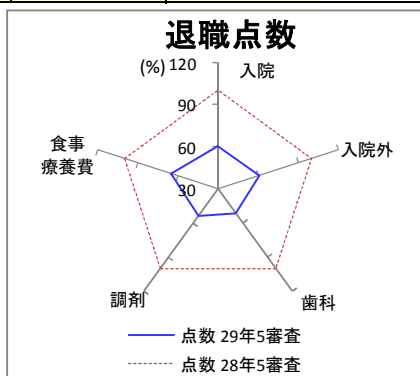 退職点数
(%)
120
入院
90
60
30
食事
療養費
入院外
調剤
歯科
点数 29年5審査
点数 28年5審査